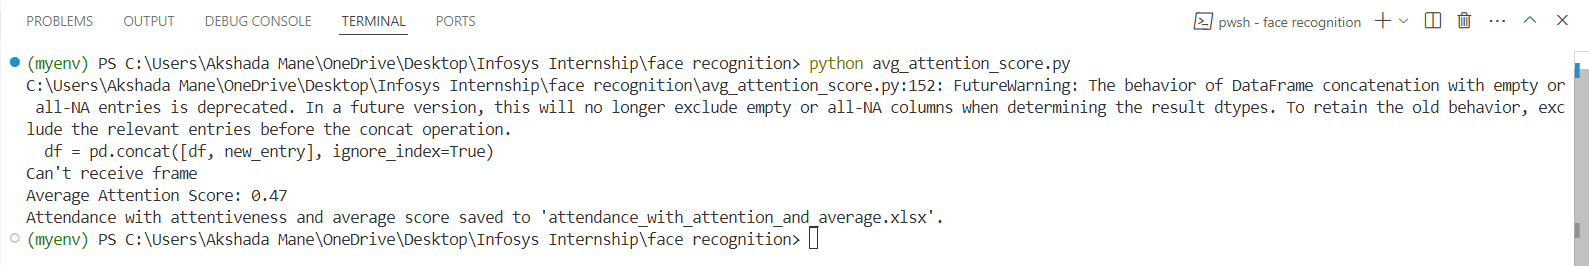 PROBLEMS OUTPUT DEBUG CONSOLE TERMINAL PORTS pwsh - face recognition
(myenv) PS C:\Users\Akshada Mane\OneDrive\Desktop\Infosys Internship\face recognition> python avg_attention_score.py
C:\Users\Akshada Mane\OneDrive\Desktop\Infosys Internship\face recognition\avg_attention_score.py:152: FutureWarning: The behavior of DataFrame concatenation with empty or
 all-NA entries is deprecated. In a future version, this will no longer exclude empty or all-NA columns when determining the result dtypes. To retain the old behavior, exc
lude the relevant entries before the concat operation.
  df = pd.concat([df, new_entry], ignore_index=True)
Can't receive frame
Average Attention Score: 0.47
Attendance with attentiveness and average score saved to 'attendance_with_attention_and_average.xlsx'.
(myenv) PS C:\Users\Akshada Mane\OneDrive\Desktop\Infosys Internship\face recognition>